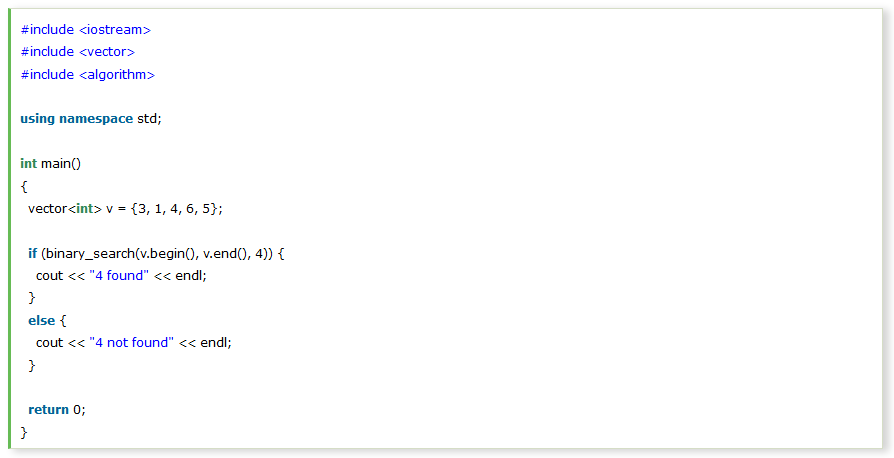 #include <iostream>
#include <vector>
#include <algorithm>
using namespace std;
int main()
{
vector<int> v = {3, 1, 4, 6, 5};
if (binary_search(v.begin(), v.end(), 4)) {
cout << "4 found" << endl;
}
else {
cout << "4 not found" << endl;
}
return 0;
}